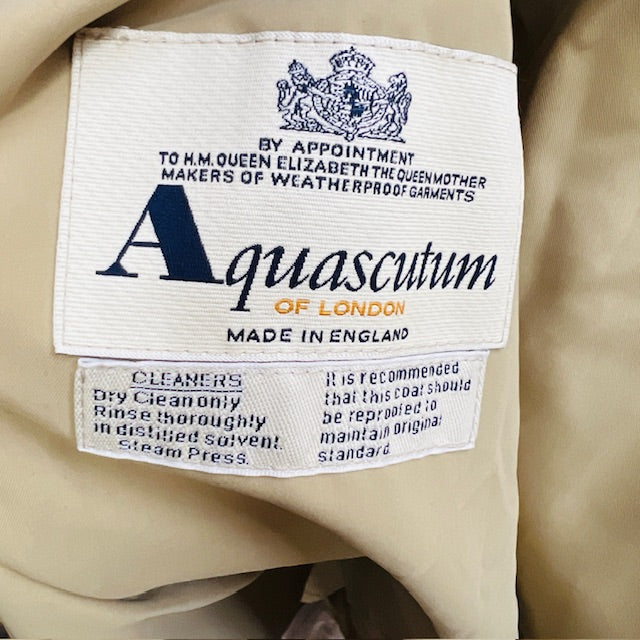 BY APPOINTMENT
TO H.M. QUEEN ELIZABETH THE QUEEN MOTHER
MAKERS OF WEATHERPROOF GARMENTS
Aquascutum
OF LONDON
MADE IN ENGLAND
CLEANERS
Dry Clean only
Rinse thoroughly
in distilled solvent.
Steam Press.
It is recommended
that this coat should
be reproofed to
maintain original
standard